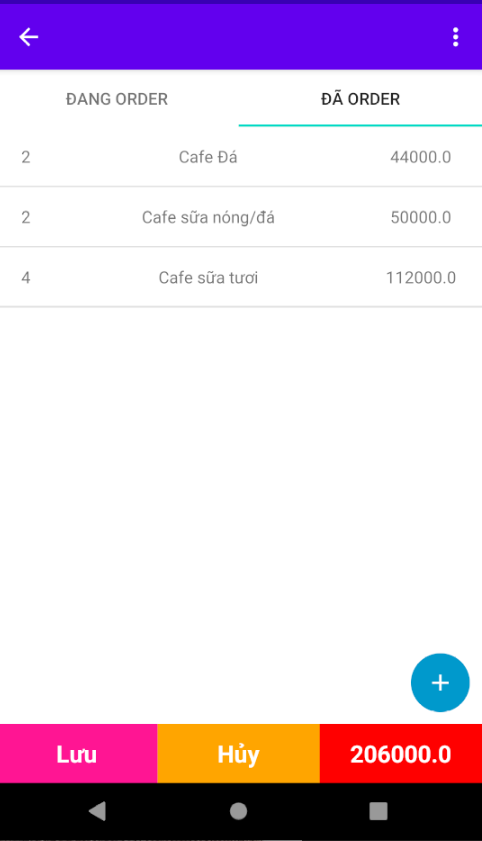 ĐANG ORDER ĐÃ ORDER
2 Cafe Đá 44000.0
2 Cafe sữa nóng/đá 50000.0
4 Cafe sữa tươi 112000.0
Lưu Hủy 206000.0